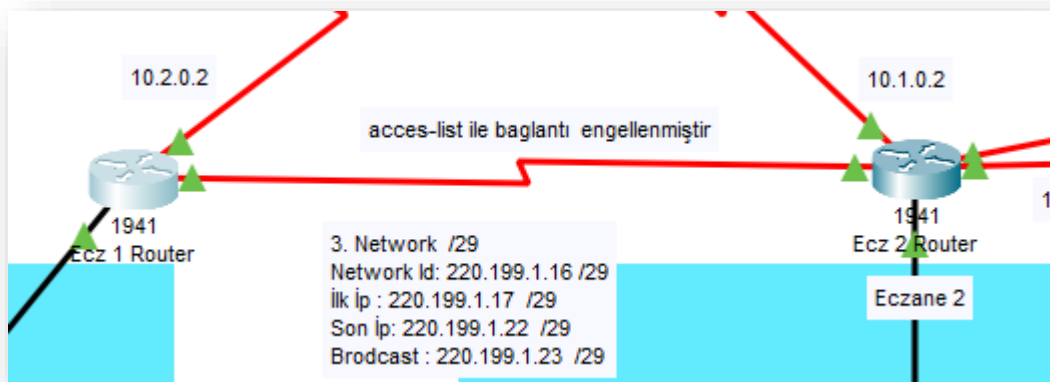 10.2.0.2
10.1.0.2
acces-list ile baglantı engellenmiştir
1941
Ecz 1 Router
1941
Ecz 2 Router
1
3. Network /29
Network Id: 220.199.1.16 /29
İlk İp : 220.199.1.17 /29
Son İp: 220.199.1.22 /29
Brodcast : 220.199.1.23 /29
Eczane 2